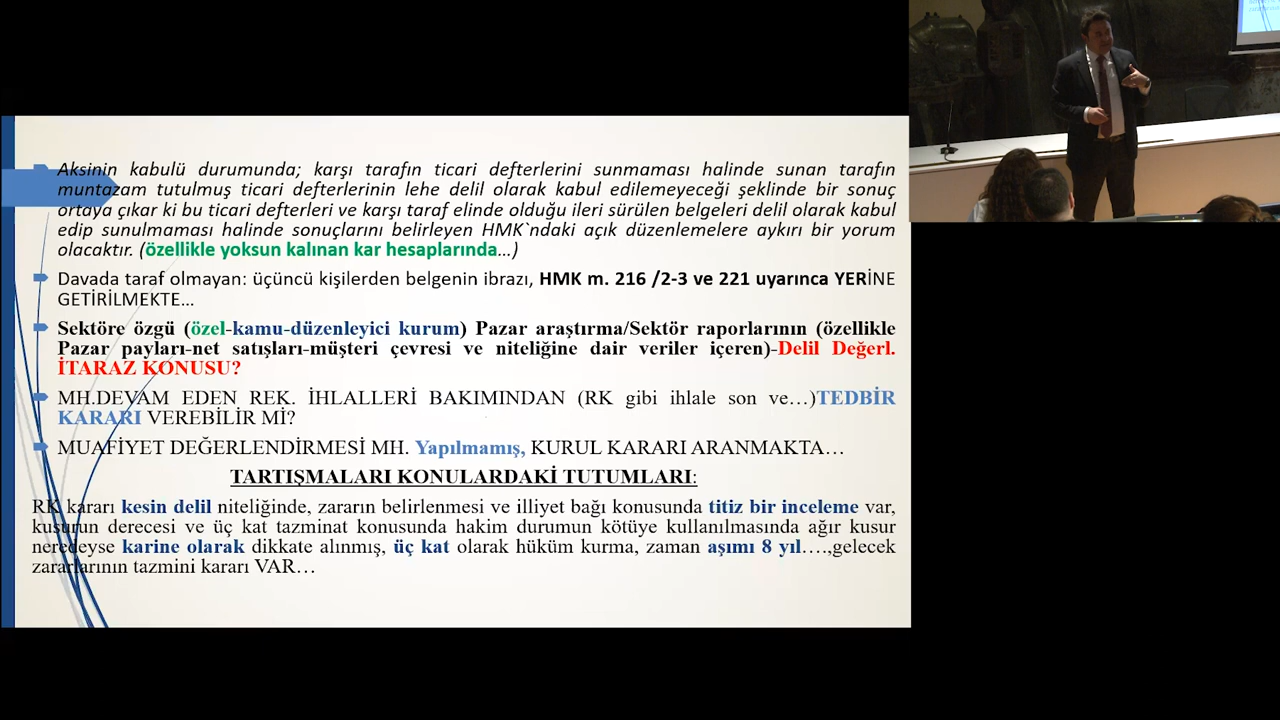 Aksinin kabulü durumunda; karşı tarafın ticari defterlerini sunmaması halinde sunan tarafın
muntazam tutulmuş ticari defterlerinin lehe delil olarak kabul edilemeyeceği şeklinde bir sonuç
ortaya çıkar ki bu ticari defterleri ve karşı taraf elinde olduğu ileri sürülen belgeleri delil olarak kabul
edip sunulmaması halinde sonuçlarını belirleyen HMK`ndaki açık düzenlemelere aykırı bir yorum
olacaktır. (özellikle yoksun kalınan kar hesaplarında…)
Davada taraf olmayan: üçüncü kişilerden belgenin ibrazı, HMK m. 216 /2-3 ve 221 uyarınca YERİNE
GETİRİLMEKTE…
Sektöre özgü (özel-kamu-düzenleyici kurum) Pazar araştırma/Sektör raporlarının (özellikle
Pazar payları-net satışları-müşteri çevresi ve niteliğine dair veriler içeren)-Delil Değerl.
İTARAZ KONUSU?
MH.DEVAM EDEN REK. İHLALLERİ BAKIMINDAN (RK gibi ihlale son ve…)TEDBİR
KARARI VEREBİLİR Mİ?
MUAFİYET DEĞERLENDİRMESİ MH. Yapılmamış, KURUL KARARI ARANMAKTA…
TARTIŞMALARI KONULARDAKİ TUTUMLARI:
RK kararı kesin delil niteliğinde, zararın belirlenmesi ve illiyet bağı konusunda titiz bir inceleme var,
kusurun derecesi ve üç kat tazminat konusunda hakim durumun kötüye kullanılmasında ağır kusur
neredeyse karine olarak dikkate alınmış, üç kat olarak hüküm kurma, zaman aşımı 8 yıl….,gelecek
zararlarının tazmini kararı VAR…